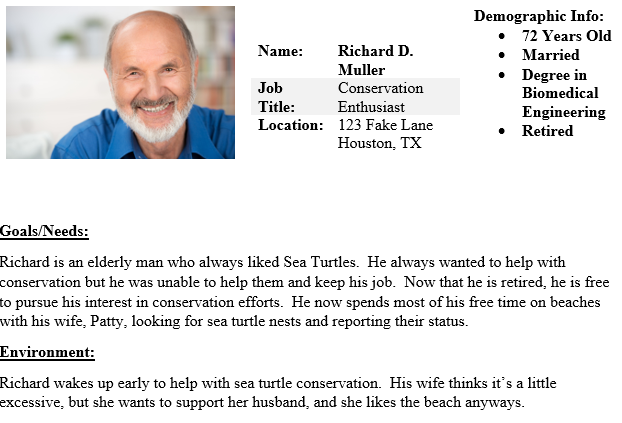 Demographic Info:
• 72 Years Old
• Married
• Degree in
Biomedical
Engineering
• Retired
Name: Richard D.
Muller
Job Conservation
Title: Enthusiast
Location: 123 Fake Lane
Houston, TX
Goals/Needs:
Richard is an elderly man who always liked Sea Turtles.  He always wanted to help with
conservation but he was unable to help them and keep his job.  Now that he is retired, he is free
to pursue his interest in conservation efforts.  He now spends most of his free time on beaches
with his wife, Patty, looking for sea turtle nests and reporting their status.
Environment:
Richard wakes up early to help with sea turtle conservation.  His wife thinks it’s a little
excessive, but she wants to support her husband, and she likes the beach anyways.